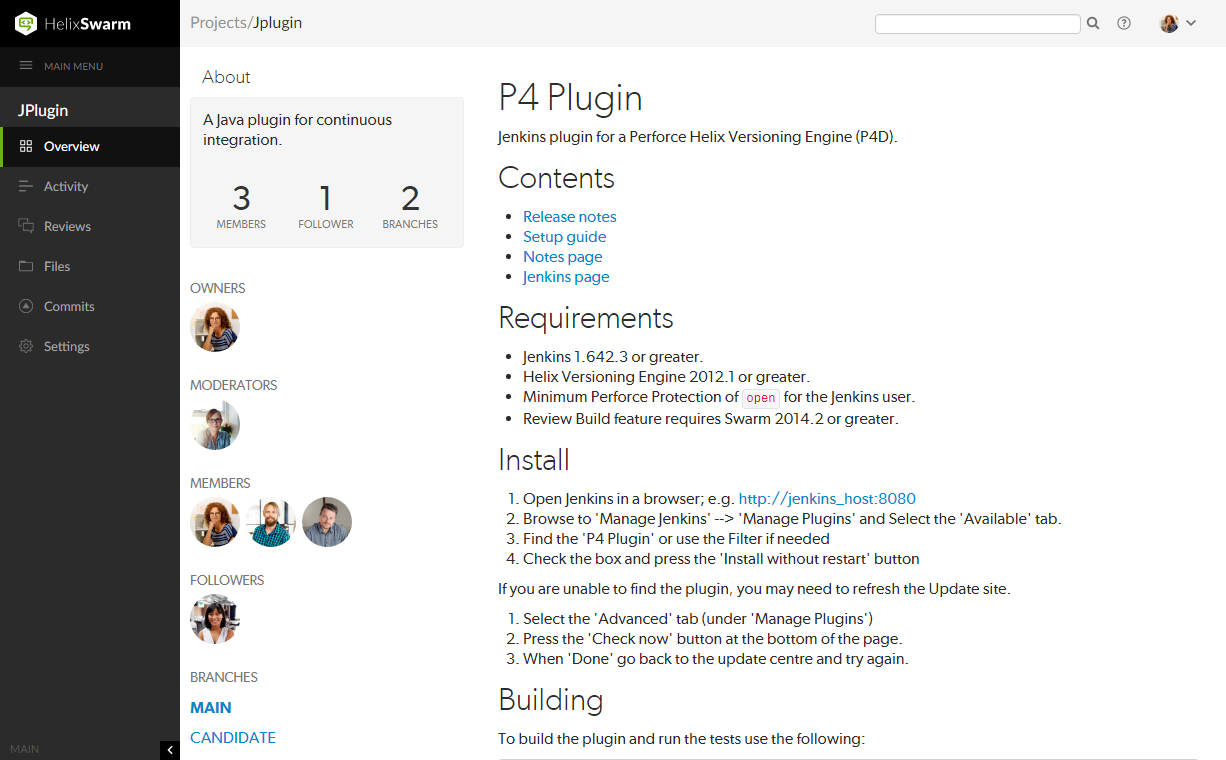 HelixSwarm
Projects/Jplugin
MAIN MENU
JPlugin
Overview
Activity
Reviews
Files
Commits
Settings
MAIN
About
A Java plugin for continuous
integration.
3 1 2
MEMBERS FOLLOWER BRANCHES
OWNERS
MODERATORS
MEMBERS
FOLLOWERS
BRANCHES
MAIN
CANDIDATE
P4 Plugin
Jenkins plugin for a Perforce Helix Versioning Engine (P4D).
Contents
• Release notes
• Setup guide
• Notes page
• Jenkins page
Requirements
• Jenkins 1.642.3 or greater.
• Helix Versioning Engine 2012.1 or greater.
• Minimum Perforce Protection of open for the Jenkins user.
• Review Build feature requires Swarm 2014.2 or greater.
Install
1. Open Jenkins in a browser; e.g. http://jenkins_host:8080
2. Browse to 'Manage Jenkins' --> 'Manage Plugins' and Select the 'Available' tab.
3. Find the 'P4 Plugin' or use the Filter if needed
4. Check the box and press the 'Install without restart' button
If you are unable to find the plugin, you may need to refresh the Update site.
1. Select the 'Advanced' tab (under 'Manage Plugins')
2. Press the 'Check now' button at the bottom of the page.
3. When 'Done' go back to the update centre and try again.
Building
To build the plugin and run the tests use the following: